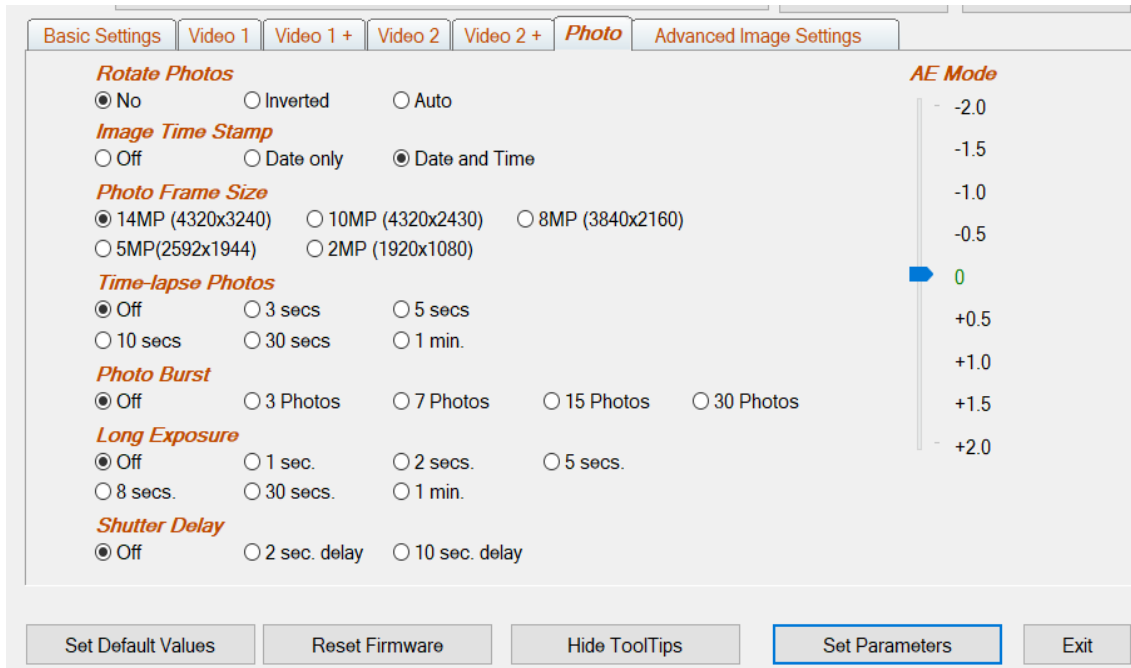 Basic Settings Video 1 Video 1 + Video 2 Video 2 + Photo Advanced Image Settings
Rotate Photos
No Inverted Auto
Image Time Stamp
Off Date only Date and Time
Photo Frame Size
14MP (4320x3240) 10MP (4320x2430) 8MP (3840x2160)
5MP(2592x1944) 2MP (1920x1080)
Time-lapse Photos
Off 3 secs 5 secs
10 secs 30 secs 1 min.
Photo Burst
Off 3 Photos 7 Photos 15 Photos 30 Photos
Long Exposure
Off 1 sec. 2 secs. 5 secs.
8 secs. 30 secs. 1 min.
Shutter Delay
Off 2 sec. delay 10 sec. delay
AE Mode
-2.0
-1.5
-1.0
-0.5
0
+0.5
+1.0
+1.5
+2.0
Set Default Values Reset Firmware Hide ToolTips Set Parameters Exit